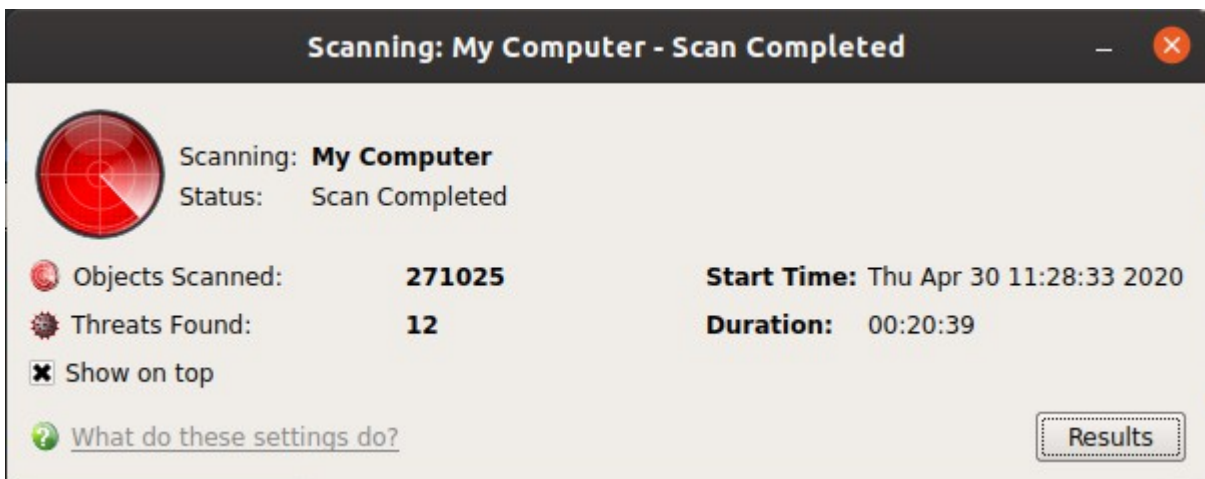 Scanning: My Computer - Scan Completed
Scanning: My Computer
Status: Scan Completed
Objects Scanned: 271025 Start Time: Thu Apr 30 11:28:33 2020
Threats Found: 12 Duration: 00:20:39
Show on top
What do these settings do?
Results